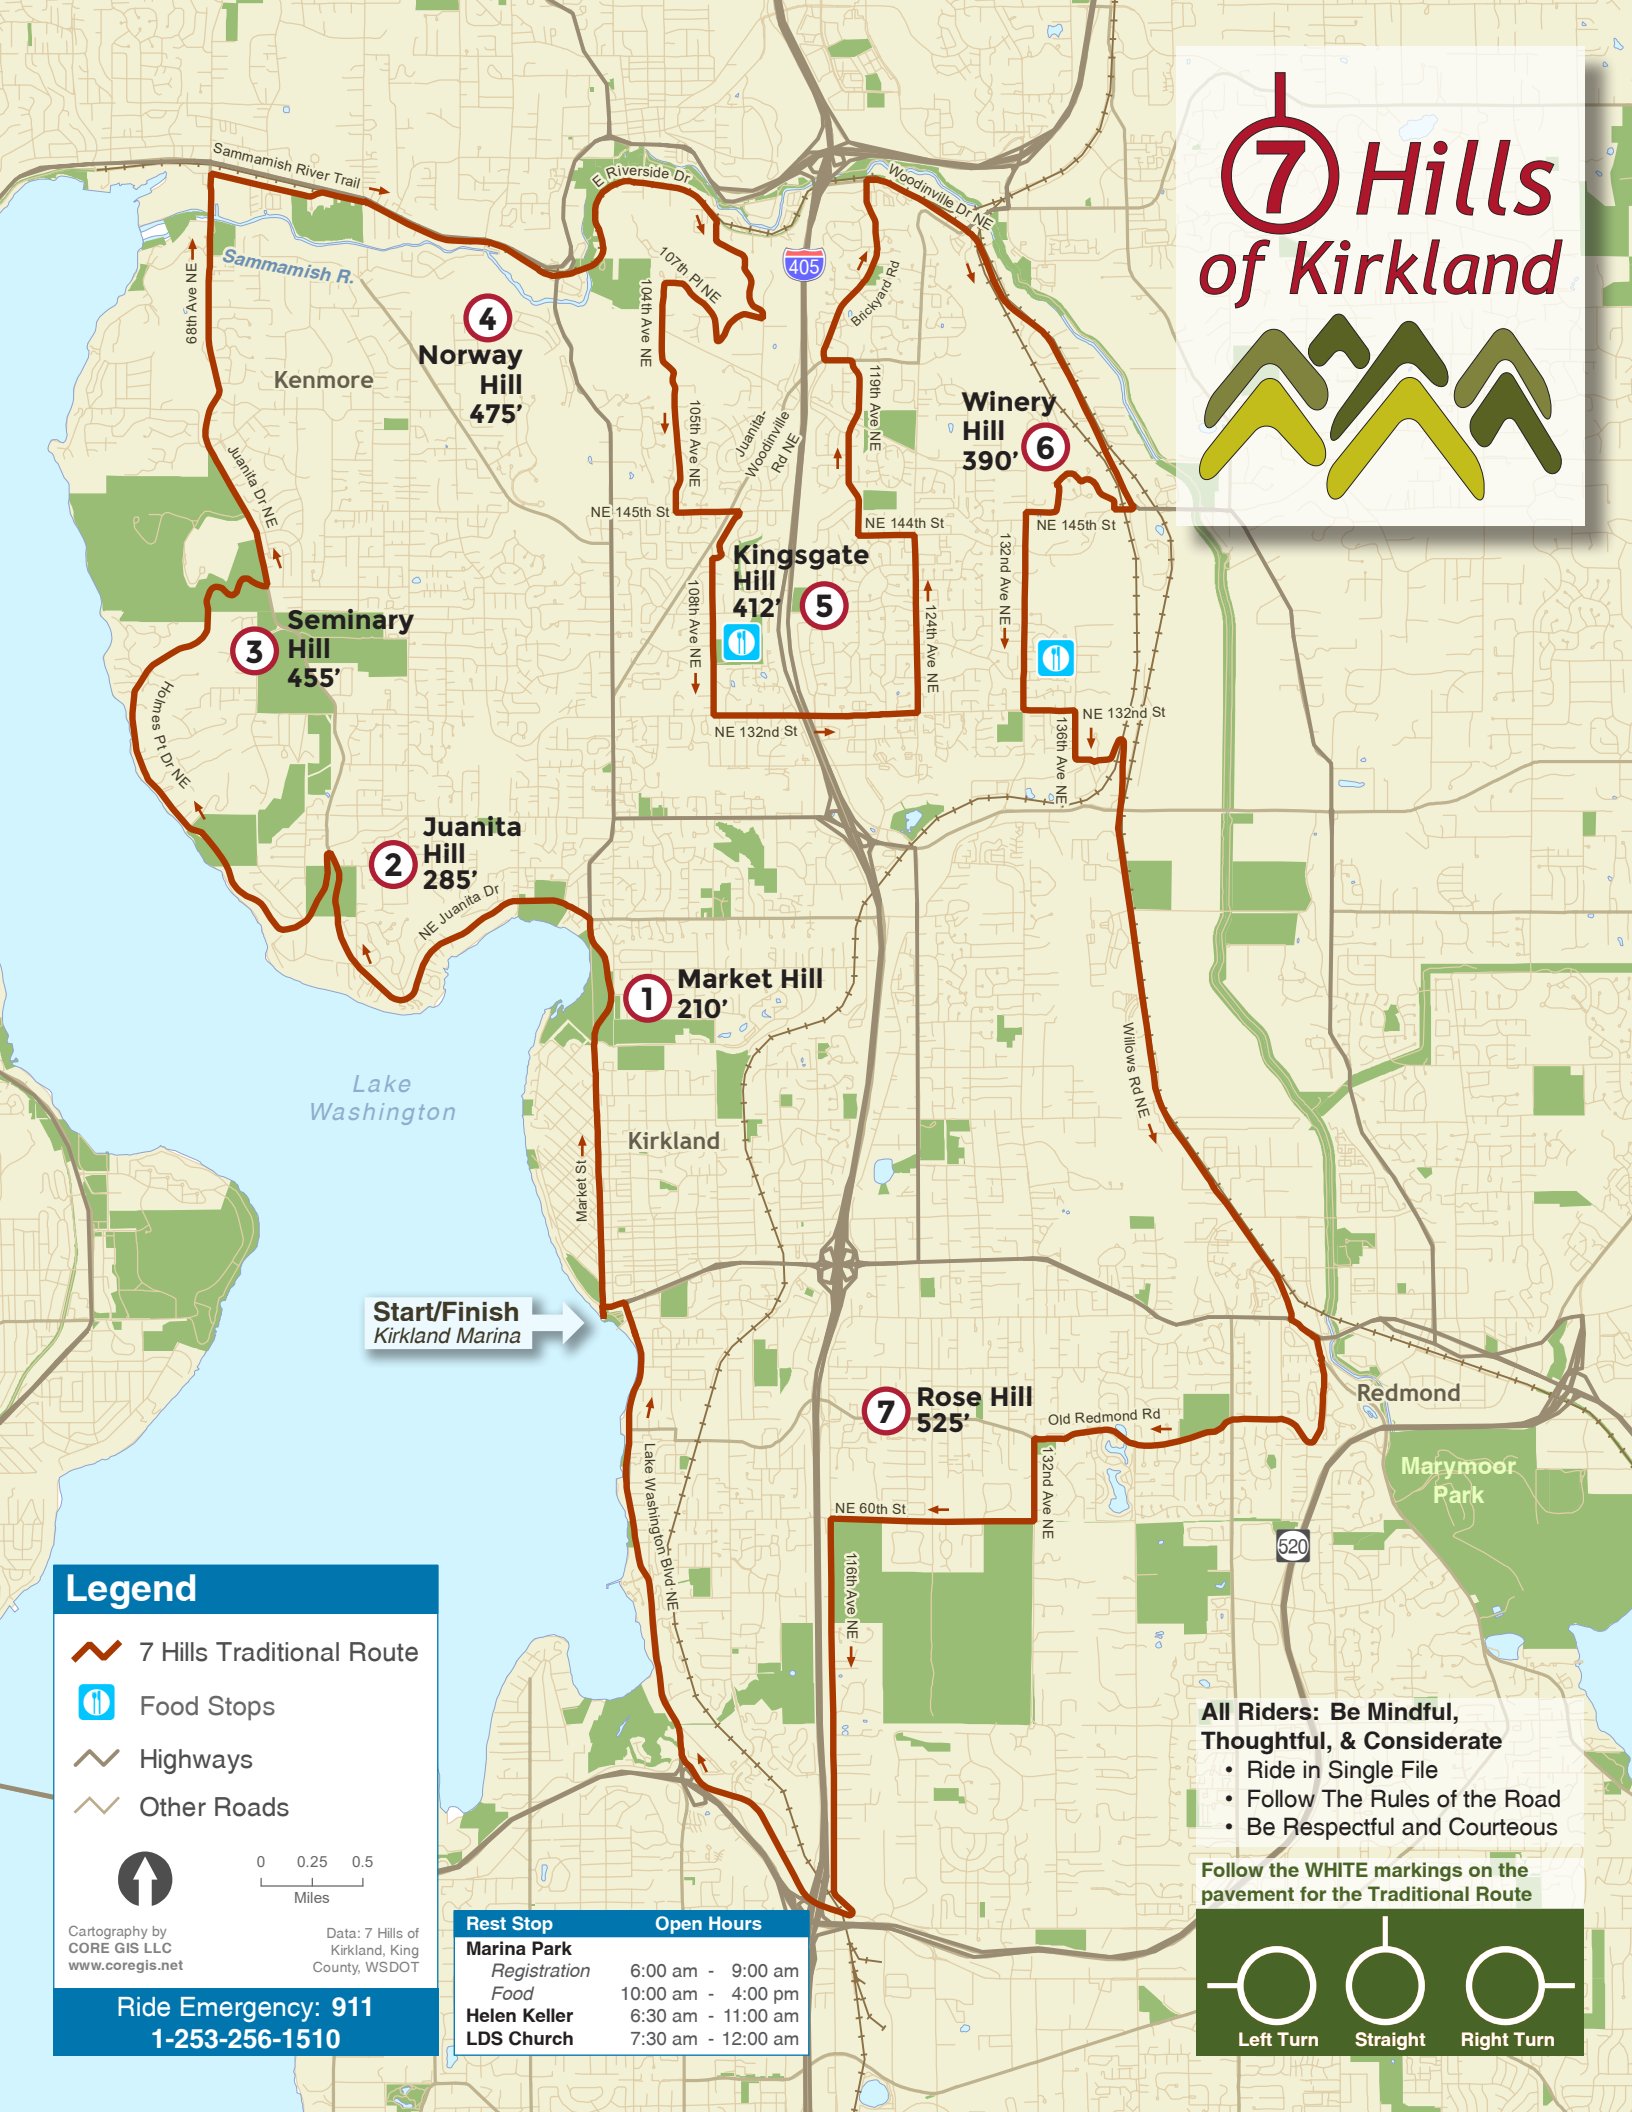 7 Hills
of Kirkland
Sammamish River Trail
E Riverside Dr
Woodinville Dr NE
405
68th Ave NE
Sammamish R.
107th Pl NE
104th Ave NE
Brickyard Rd
4
Norway
Hill
475'
Kenmore
105th Ave NE
Juanita-
Woodinville
Rd NE
119th Ave NE
Winery
Hill
390'
6
Juanita Dr NE
NE 145th St
NE 144th St
NE 145th St
132nd Ave NE
Kingsgate
Hill
412'
5
108th Ave NE
124th Ave NE
3
Seminary
Hill
455'
Holmes Pt Dr NE
NE 132nd St
NE 132nd St
136th Ave NE
2
Juanita
Hill
285'
NE Juanita Dr
1
Market Hill
210'
Lake
Washington
Willows Rd NE
Kirkland
Market St
Start/Finish
Kirkland Marina
7
Rose Hill
525'
Old Redmond Rd
Redmond
132nd Ave NE
Marymoor
Park
Lake Washington Blvd NE
NE 60th St
116th Ave NE
520
Legend
7 Hills Traditional Route
Food Stops
Highways
Other Roads
0 0.25 0.5
Miles
Cartography by
CORE GIS LLC
www.coregis.net
Data: 7 Hills of
Kirkland, King
County, WSDOT
Ride Emergency: 911
1-253-256-1510
Rest Stop Open Hours
Marina Park
Registration 6:00 am - 9:00 am
Food 10:00 am - 4:00 pm
Helen Keller 6:30 am - 11:00 am
LDS Church 7:30 am - 12:00 am
All Riders: Be Mindful,
Thoughtful, & Considerate
• Ride in Single File
• Follow The Rules of the Road
• Be Respectful and Courteous
Follow the WHITE markings on the
pavement for the Traditional Route
Left Turn Straight Right Turn